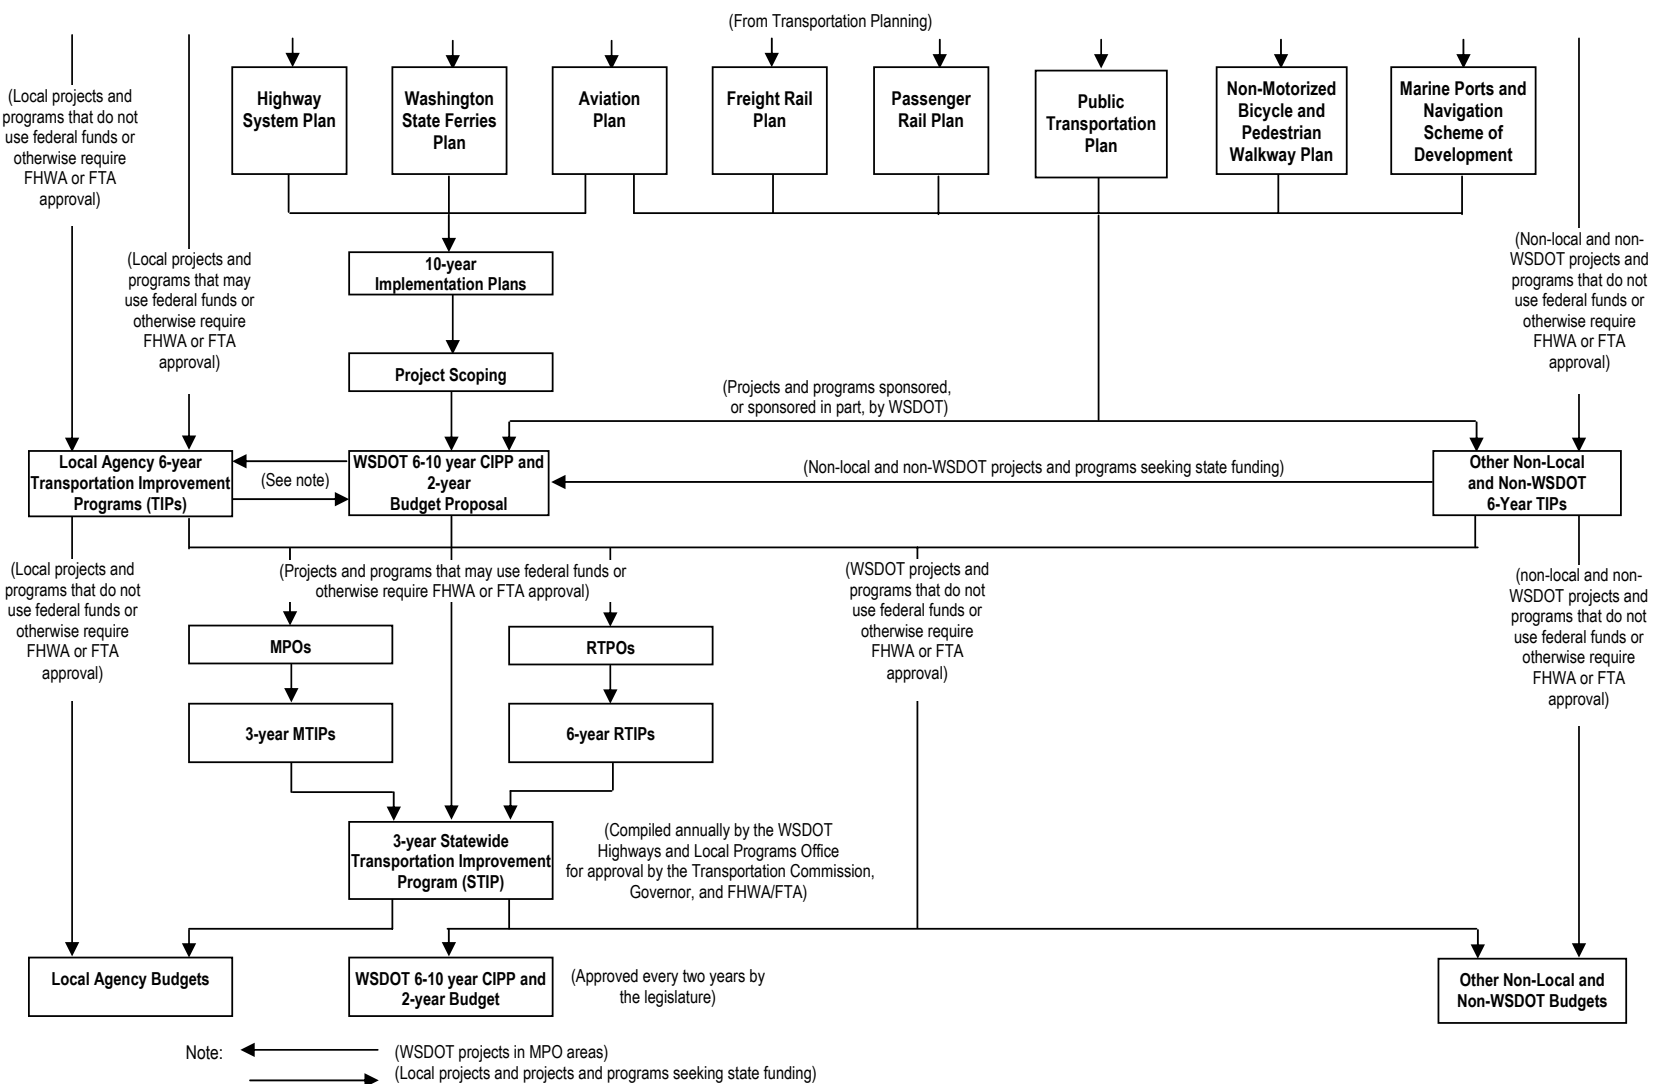 (From Transportation Planning)
(Local projects and
programs that do not
use federal funds or
otherwise require
FHWA or FTA
approval)
Highway
System Plan
Washington
State Ferries
Plan
Aviation
Plan
Freight Rail
Plan
Passenger
Rail Plan
Public
Transportation
Plan
Non-Motorized
Bicycle and
Pedestrian
Walkway Plan
Marine Ports and
Navigation
Scheme of
Development
(Local projects and
programs that may
use federal funds or
otherwise require
FHWA or FTA
approval)
10-year
Implementation Plans
(Non-local and non-
WSDOT projects and
programs that do not
use federal funds or
otherwise require
FHWA or FTA
approval)
Project Scoping
(Projects and programs sponsored,
or sponsored in part, by WSDOT)
Local Agency 6-year
Transportation Improvement
Programs (TIPs)
(See note)
WSDOT 6-10 year CIPP and
2-year
Budget Proposal
(Non-local and non-WSDOT projects and programs seeking state funding)
Other Non-Local
and Non-WSDOT
6-Year TIPs
(Local projects and
programs that do not
use federal funds or
otherwise require
FHWA or FTA
approval)
(Projects and programs that may use federal funds or
otherwise require FHWA or FTA approval)
(WSDOT projects and
programs that do not
use federal funds or
otherwise require
FHWA or FTA
approval)
(non-local and non-
WSDOT projects and
programs that do not
use federal funds or
otherwise require
FHWA or FTA
approval)
MPOs
RTPOs
3-year MTIPs
6-year RTIPs
3-year Statewide
Transportation Improvement
Program (STIP)
(Compiled annually by the WSDOT
Highways and Local Programs Office
for approval by the Transportation Commission,
Governor, and FHWA/FTA)
Local Agency Budgets
WSDOT 6-10 year CIPP and
2-year Budget
(Approved every two years by
the legislature)
Other Non-Local and
Non-WSDOT Budgets
Note:
(WSDOT projects in MPO areas)
(Local projects and projects and programs seeking state funding)